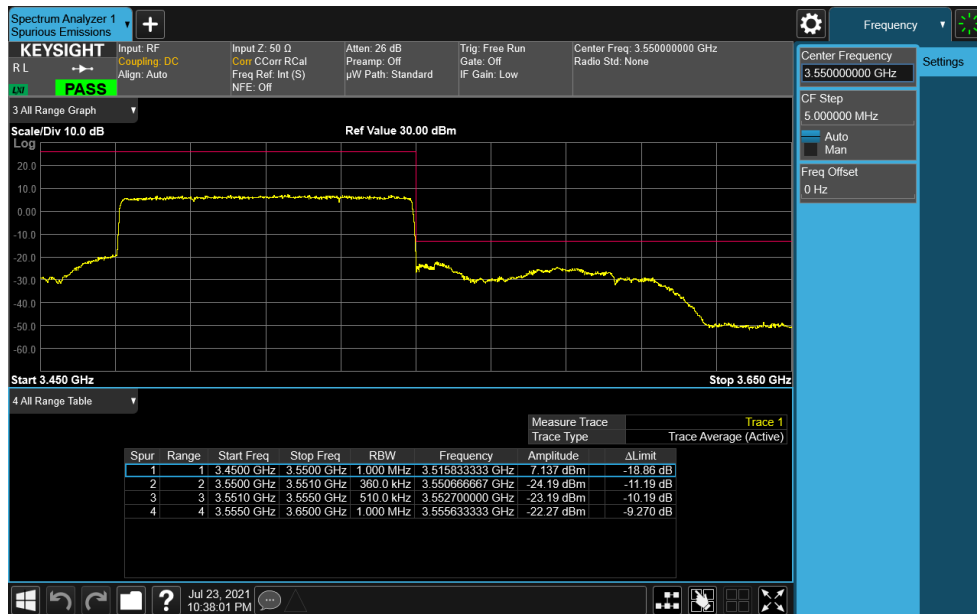 Spectrum Analyzer 1
Spurious Emissions
Frequency
KEYSIGHT
R L
LXI
PASS
Input: RF
Coupling: DC
Align: Auto
Input Z: 50 Ω
Corr CCorr RCal
Freq Ref: Int (S)
NFE: Off
Atten: 26 dB
Preamp: Off
µW Path: Standard
Trig: Free Run
Gate: Off
IF Gain: Low
Center Freq: 3.550000000 GHz
Radio Std: None
Center Frequency
3.550000000 GHz
Settings
CF Step
5.000000 MHz
Auto
Man
Freq Offset
0 Hz
3 All Range Graph
Scale/Div 10.0 dB
Ref Value 30.00 dBm
Log
20.0
10.0
0.00
-10.0
-20.0
-30.0
-40.0
-50.0
-60.0
Start 3.450 GHz
Stop 3.650 GHz
4 All Range Table
Measure Trace Trace 1
Trace Type Trace Average (Active)
Spur Range Start Freq Stop Freq RBW Frequency Amplitude ΔLimit
1 1 3.4500 GHz 3.5500 GHz 1.000 MHz 3.515833333 GHz 7.137 dBm -18.86 dB
2 2 3.5500 GHz 3.5510 GHz 360.0 kHz 3.550666667 GHz -24.19 dBm -11.19 dB
3 3 3.5510 GHz 3.5550 GHz 510.0 kHz 3.552700000 GHz -23.19 dBm -10.19 dB
4 4 3.5550 GHz 3.6500 GHz 1.000 MHz 3.555633333 GHz -22.27 dBm -9.270 dB
?
Jul 23, 2021
10:38:01 PM